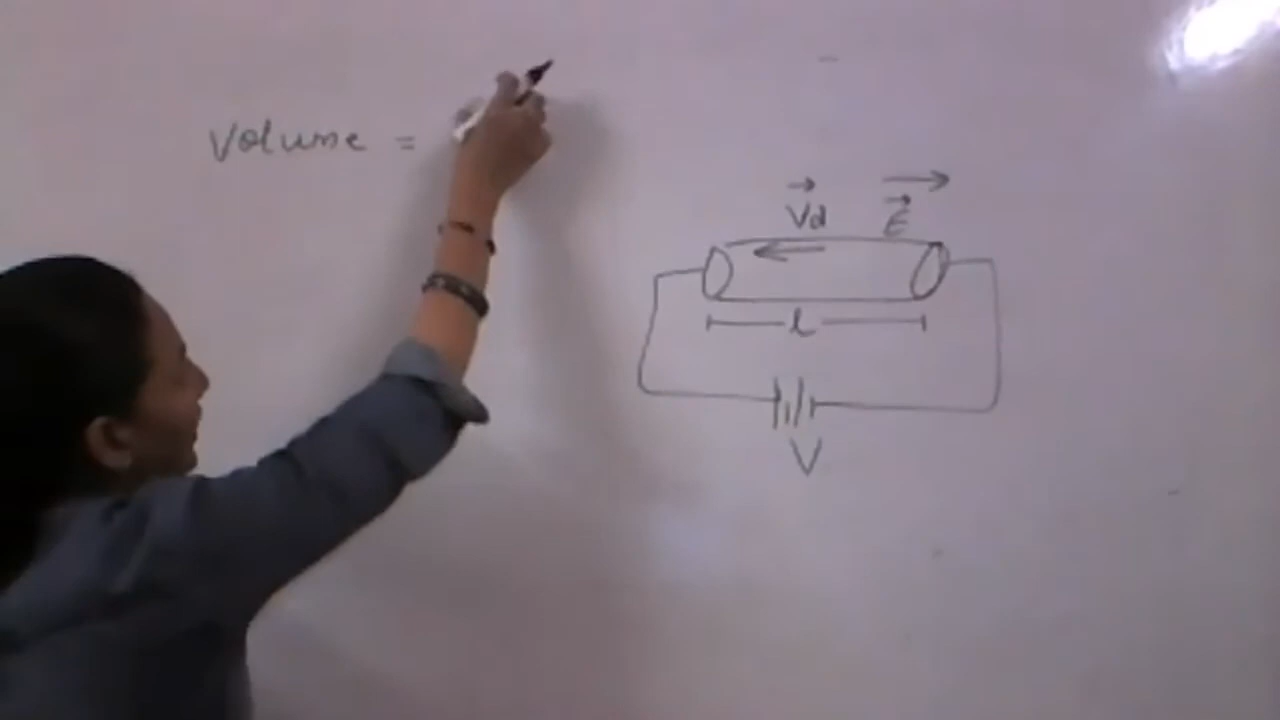 Volume =
→ →
Vd E
l
V